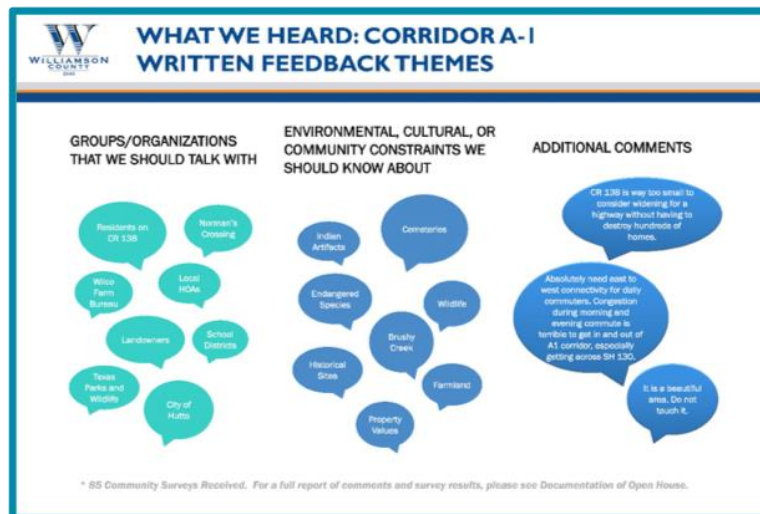 WILLIAMSON
COUNTY
WHAT WE HEARD: CORRIDOR A-1
WRITTEN FEEDBACK THEMES
GROUPS/ORGANIZATIONS
THAT WE SHOULD TALK WITH
Residents on
CR 138
Norman's
Crossing
Wilco
Farm
Bureau
Local
HOAs
Landowners
School
Districts
Texas
Parks and
Wildlife
City of
Hutto
ENVIRONMENTAL, CULTURAL, OR
COMMUNITY CONSTRAINTS WE
SHOULD KNOW ABOUT
Indian
Artifacts
Cemeteries
Endangered
Species
Wildlife
Brushy
Creek
Historical
Sites
Farmland
Property
Values
ADDITIONAL COMMENTS
CR 138 is way too small to
consider widening for a
highway without having to
destroy hundreds of
homes.
Absolutely need east to
west connectivity for daily
commuters. Congestion
during morning and
evening commute is
terrible to get in and out of
A1 corridor, especially
getting across SH 130.
It is a beautiful
area. Do not
touch it.
* 85 Community Surveys Received. For a full report of comments and survey results, please see Documentation of Open House.